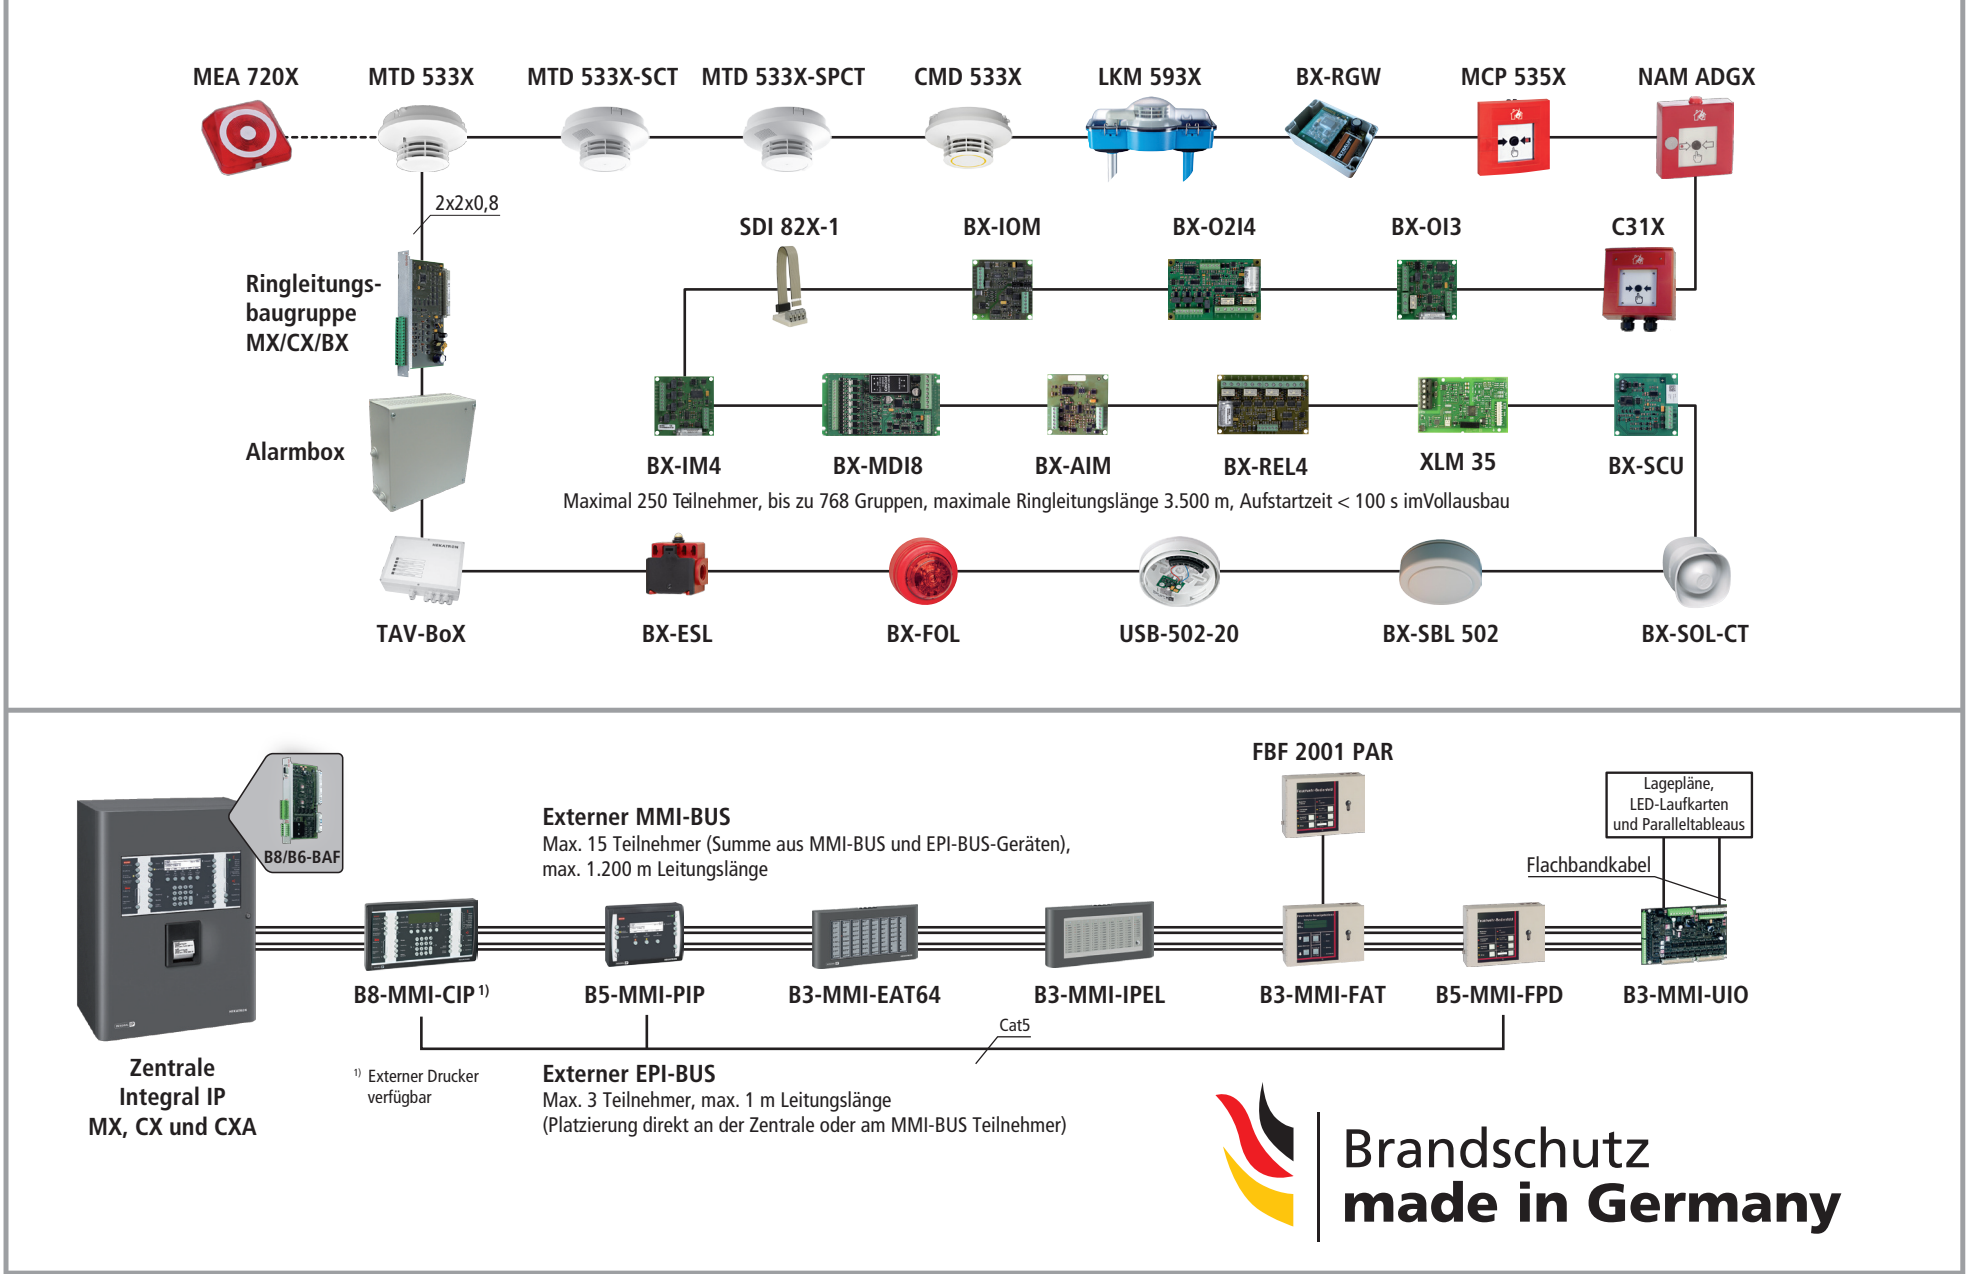 MEA 720X
MTD 533X
MTD 533X-SCT
MTD 533X-SPCT
CMD 533X
LKM 593X
BX-RGW
MCP 535X
NAM ADGX
2x2x0,8
SDI 82X-1
BX-IOM
BX-O2I4
BX-OI3
C31X
Ringleitungs-
baugruppe
MX/CX/BX
Alarmbox
BX-IM4
BX-MDI8
BX-AIM
BX-REL4
XLM 35
BX-SCU
Maximal 250 Teilnehmer, bis zu 768 Gruppen, maximale Ringleitungslänge 3.500 m, Aufstartzeit < 100 s imVollausbau
TAV-BoX
BX-ESL
BX-FOL
USB-502-20
BX-SBL 502
BX-SOL-CT
FBF 2001 PAR
Lagepläne,
LED-Laufkarten
und Paralleltableaus
B8/B6-BAF
Externer MMI-BUS
Max. 15 Teilnehmer (Summe aus MMI-BUS und EPI-BUS-Geräten),
max. 1.200 m Leitungslänge
Flachbandkabel
B8-MMI-CIP 1)
B5-MMI-PIP
B3-MMI-EAT64
B3-MMI-IPEL
B3-MMI-FAT
B5-MMI-FPD
B3-MMI-UIO
Cat5
Zentrale
Integral IP
MX, CX und CXA
1) Externer Drucker
verfügbar
Externer EPI-BUS
Max. 3 Teilnehmer, max. 1 m Leitungslänge
(Platzierung direkt an der Zentrale oder am MMI-BUS Teilnehmer)
Brandschutz
made in Germany